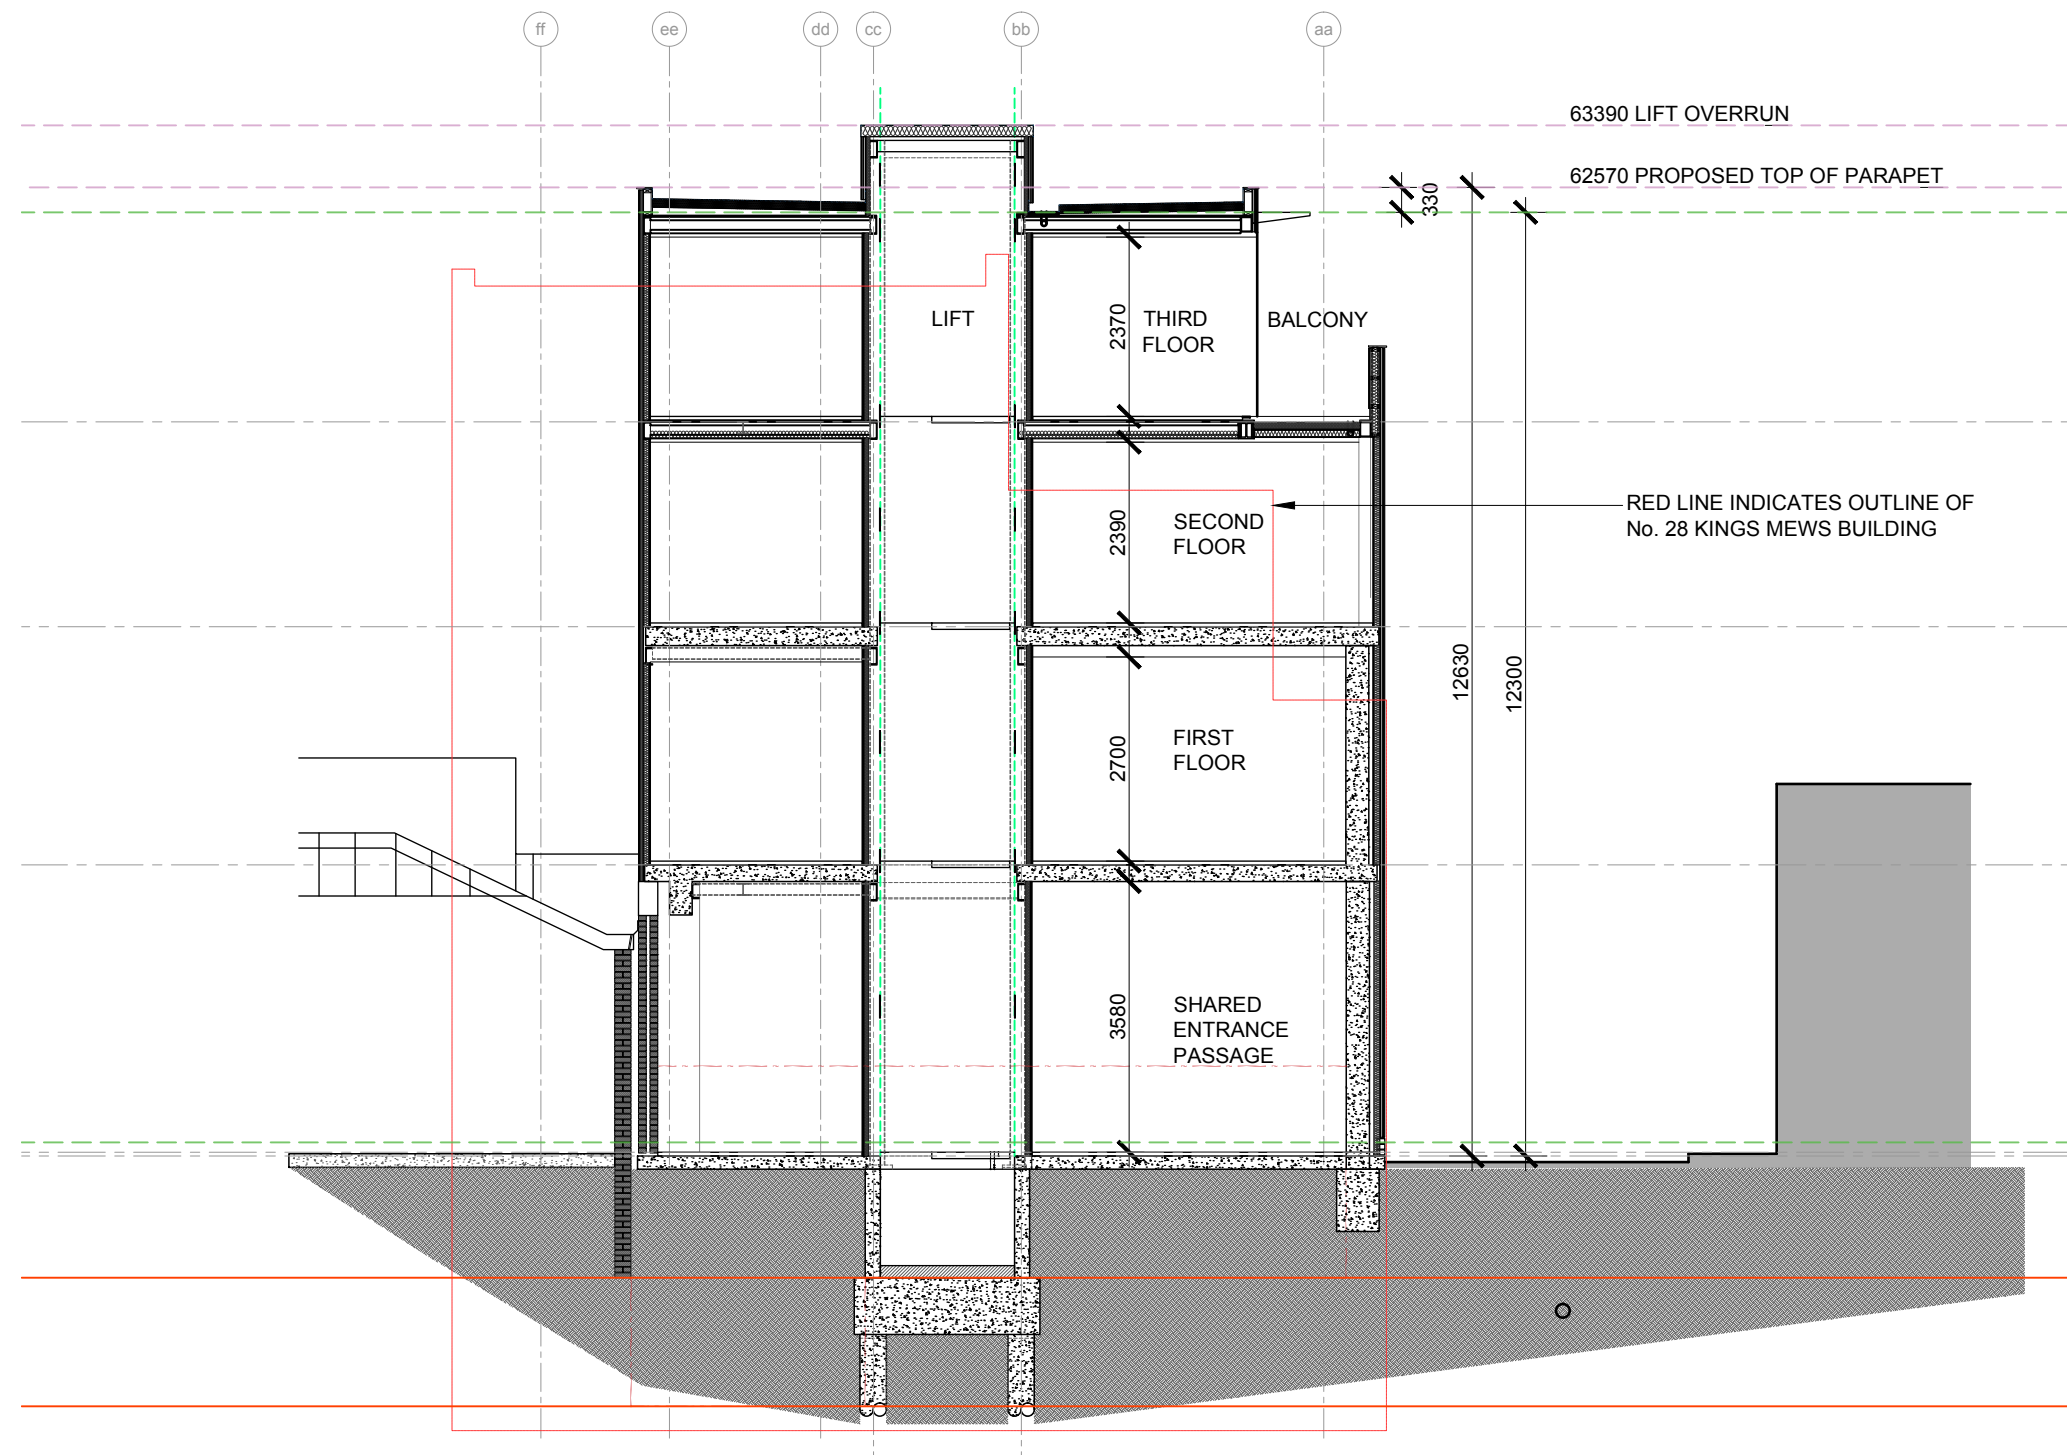 ff
ee
dd
cc
bb
aa
63390 LIFT OVERRUN
62570 PROPOSED TOP OF PARAPET
330
LIFT
2370
THIRD
FLOOR
BALCONY
2390
SECOND
FLOOR
RED LINE INDICATES OUTLINE OF
No. 28 KINGS MEWS BUILDING
12630
12300
2700
FIRST
FLOOR
3580
SHARED
ENTRANCE
PASSAGE